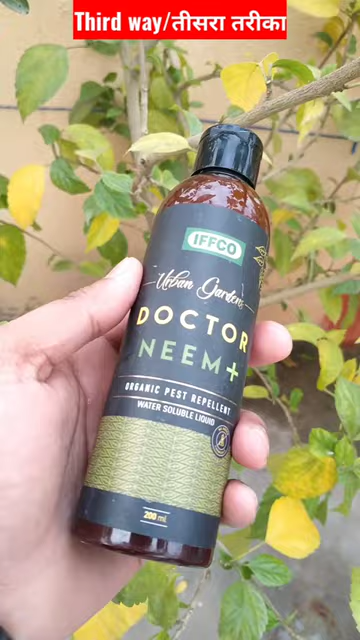 Third way/तीसरा तरीका
IFFCO
Urban Gardens
DOCTOR
NEEM+
ORGANIC PEST REPELLENT
WATER SOLUBLE LIQUID
200 ml